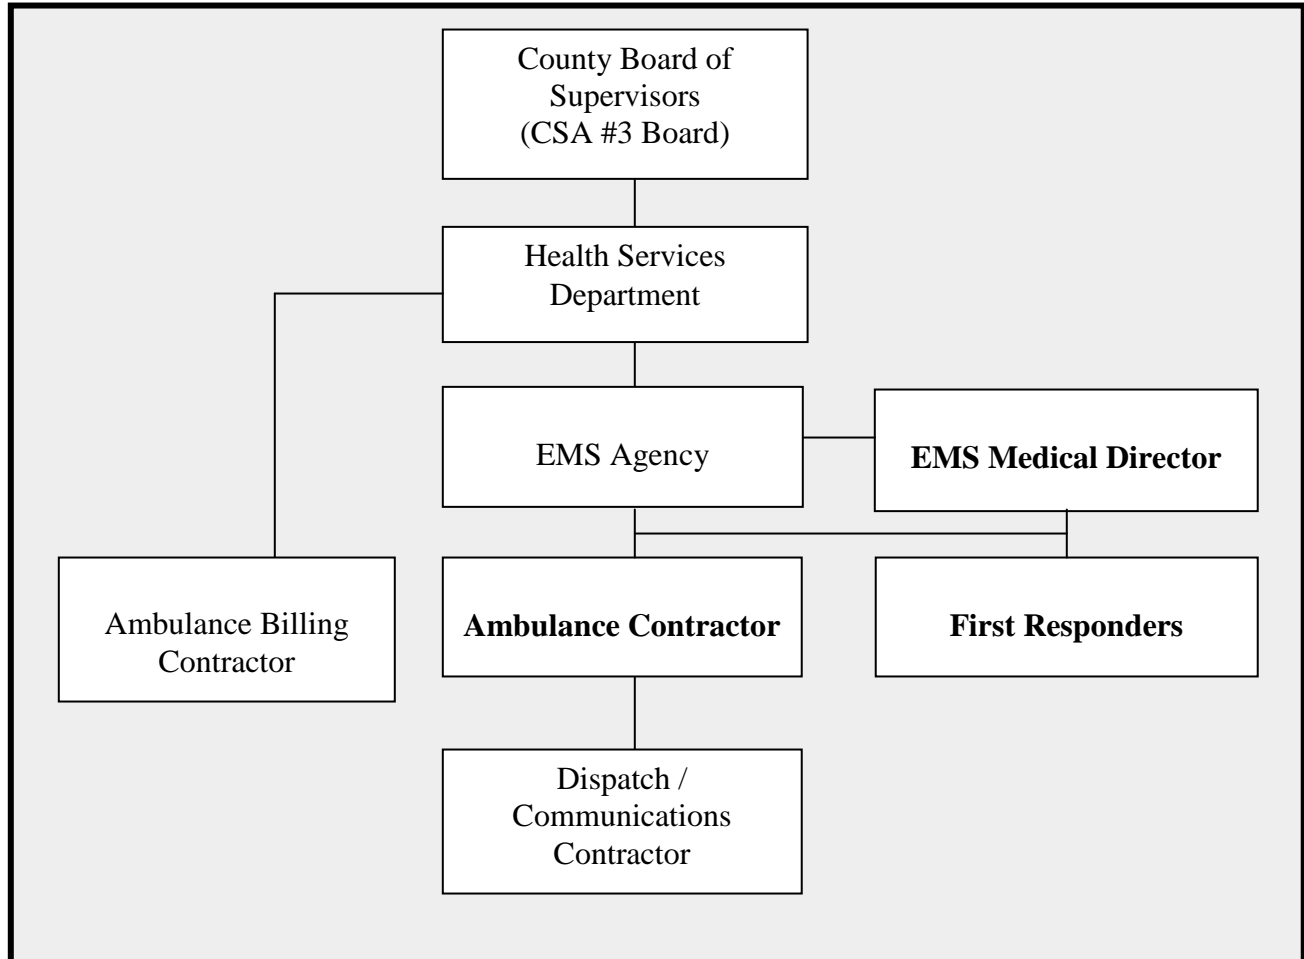 County Board of
Supervisors
(CSA #3 Board)
Health Services
Department
EMS Agency
EMS Medical Director
Ambulance Billing
Contractor
Ambulance Contractor
First Responders
Dispatch /
Communications
Contractor